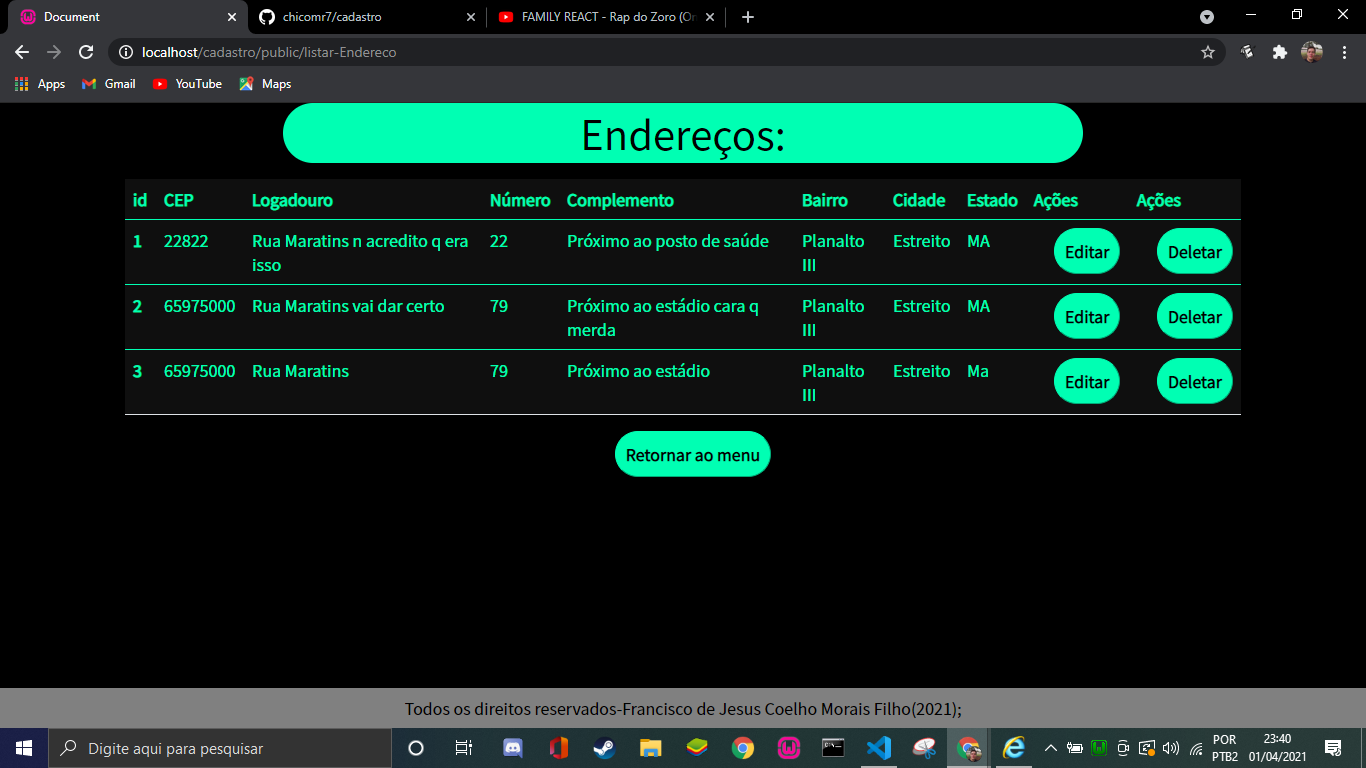 Document
chicomr7/cadastro
FAMILY REACT - Rap do Zoro (On
localhost/cadastro/public/listar-Endereco
Apps Gmail YouTube Maps
Endereços:
id CEP Logadouro Número Complemento Bairro Cidade Estado Ações Ações
1 22822 Rua Maratins n acredito q era 22 Próximo ao posto de saúde Planalto Estreito MA Editar Deletar
isso III
2 65975000 Rua Maratins vai dar certo 79 Próximo ao estádio cara q Planalto Estreito MA Editar Deletar
merda III
3 65975000 Rua Maratins 79 Próximo ao estádio Planalto Estreito Ma Editar Deletar
III
Retornar ao menu
Todos os direitos reservados-Francisco de Jesus Coelho Morais Filho(2021);
Digite aqui para pesquisar
POR 23:40
PTB2 01/04/2021